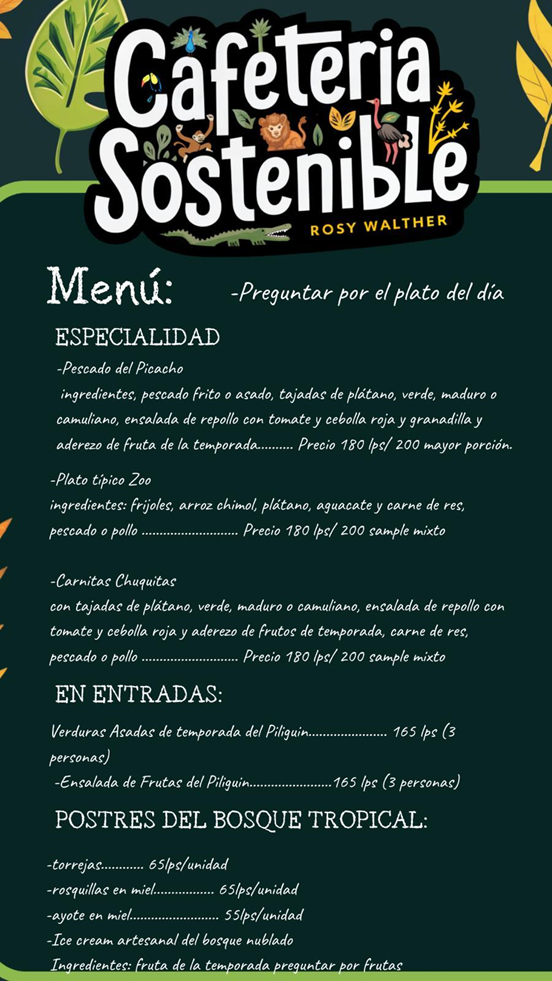 Cafeteria
Sostenible
ROSY WALTHER
Menú:
-Preguntar por el plato del día
ESPECIALIDAD
-Pescado del Picacho
ingredientes, pescado frito o asado, tajadas de plátano, verde, maduro o
camuliano, ensalada de repollo con tomate y cebolla roja y granadilla y
aderezo de fruta de la temporada.......... Precio 180 lps/ 200 mayor porción.
-Plato típico Zoo
ingredientes: frijoles, arroz chimol, plátano, aguacate y carne de res,
pescado o pollo ........................... Precio 180 lps/ 200 sample mixto
-Carnitas Chuquitas
con tajadas de plátano, verde, maduro o camuliano, ensalada de repollo con
tomate y cebolla roja y aderezo de frutos de temporada, carne de res,
pescado o pollo ........................... Precio 180 lps/ 200 sample mixto
EN ENTRADAS:
Verduras Asadas de temporada del Piliguin...................... 165 lps (3
personas)
-Ensalada de Frutas del Piliguin.......................165 lps (3 personas)
POSTRES DEL BOSQUE TROPICAL:
-torrejas............ 65lps/unidad
-rosquillas en miel................ 65lps/unidad
-ayote en miel......................... 55lps/unidad
-Ice cream artesanal del bosque nublado
Ingredientes: fruta de la temporada preguntar por frutas